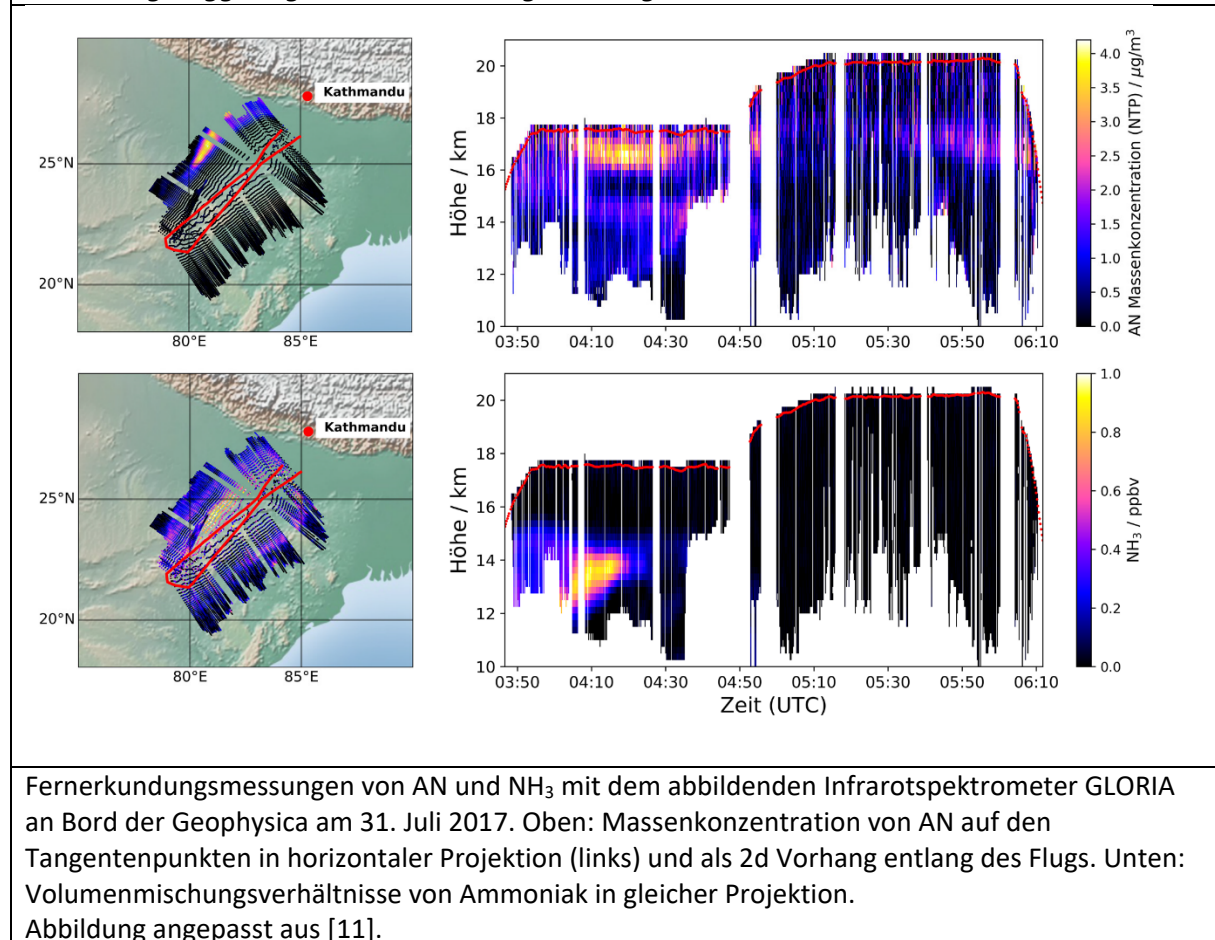 Kathmandu
25°N
20°N
80°E
85°E
Höhe / km
20
18
16
14
12
10
03:50
04:10
04:30
04:50
05:10
05:30
05:50
06:10
4.0
3.5
3.0
2.5
2.0
1.5
1.0
0.5
0.0
AN Massenkonzentration (NTP) / µg/m³
Kathmandu
25°N
20°N
80°E
85°E
Höhe / km
20
18
16
14
12
10
03:50
04:10
04:30
04:50
05:10
05:30
05:50
06:10
Zeit (UTC)
1.0
0.8
0.6
0.4
0.2
0.0
NH₃ / ppbv
Fernerkundungsmessungen von AN und NH₃ mit dem abbildenden Infrarotspektrometer GLORIA
an Bord der Geophysica am 31. Juli 2017. Oben: Massenkonzentration von AN auf den
Tangentenpunkten in horizontaler Projektion (links) und als 2d Vorhang entlang des Flugs. Unten:
Volumenmischungsverhältnisse von Ammoniak in gleicher Projektion.
Abbildung angepasst aus [11].